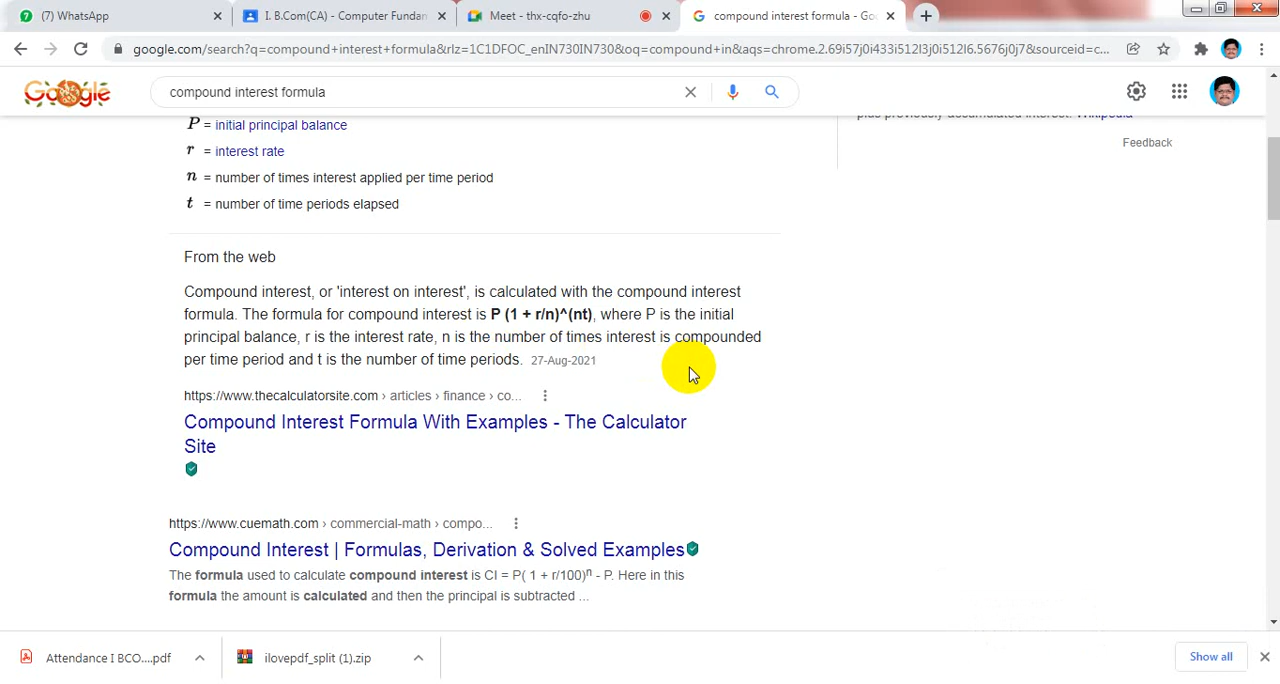 (7) WhatsApp
I. B.Com(CA) - Computer Fundan
Meet - thx-cqfo-zhu
compound interest formula - Goo
google.com/search?q=compound+interest+formula&rlz=1C1DFOC_enIN730IN730&oq=compound+in&aqs=chrome.2.69i57j0i433i512l3j0i512l6.5676j0j7&sourceid=c...
Google
compound interest formula
plus previously accumulated interest. Wikipedia
P = initial principal balance
Feedback
r = interest rate
n = number of times interest applied per time period
t = number of time periods elapsed
From the web
Compound interest, or 'interest on interest', is calculated with the compound interest
formula. The formula for compound interest is P (1 + r/n)^(nt), where P is the initial
principal balance, r is the interest rate, n is the number of times interest is compounded
per time period and t is the number of time periods. 27-Aug-2021
https://www.thecalculatorsite.com › articles › finance › co...
Compound Interest Formula With Examples - The Calculator
Site
https://www.cuemath.com › commercial-math › compo...
Compound Interest | Formulas, Derivation & Solved Examples
The formula used to calculate compound interest is CI = P( 1 + r/100)ⁿ - P. Here in this
formula the amount is calculated and then the principal is subtracted ...
Attendance I BCO....pdf
ilovepdf_split (1).zip
Show all